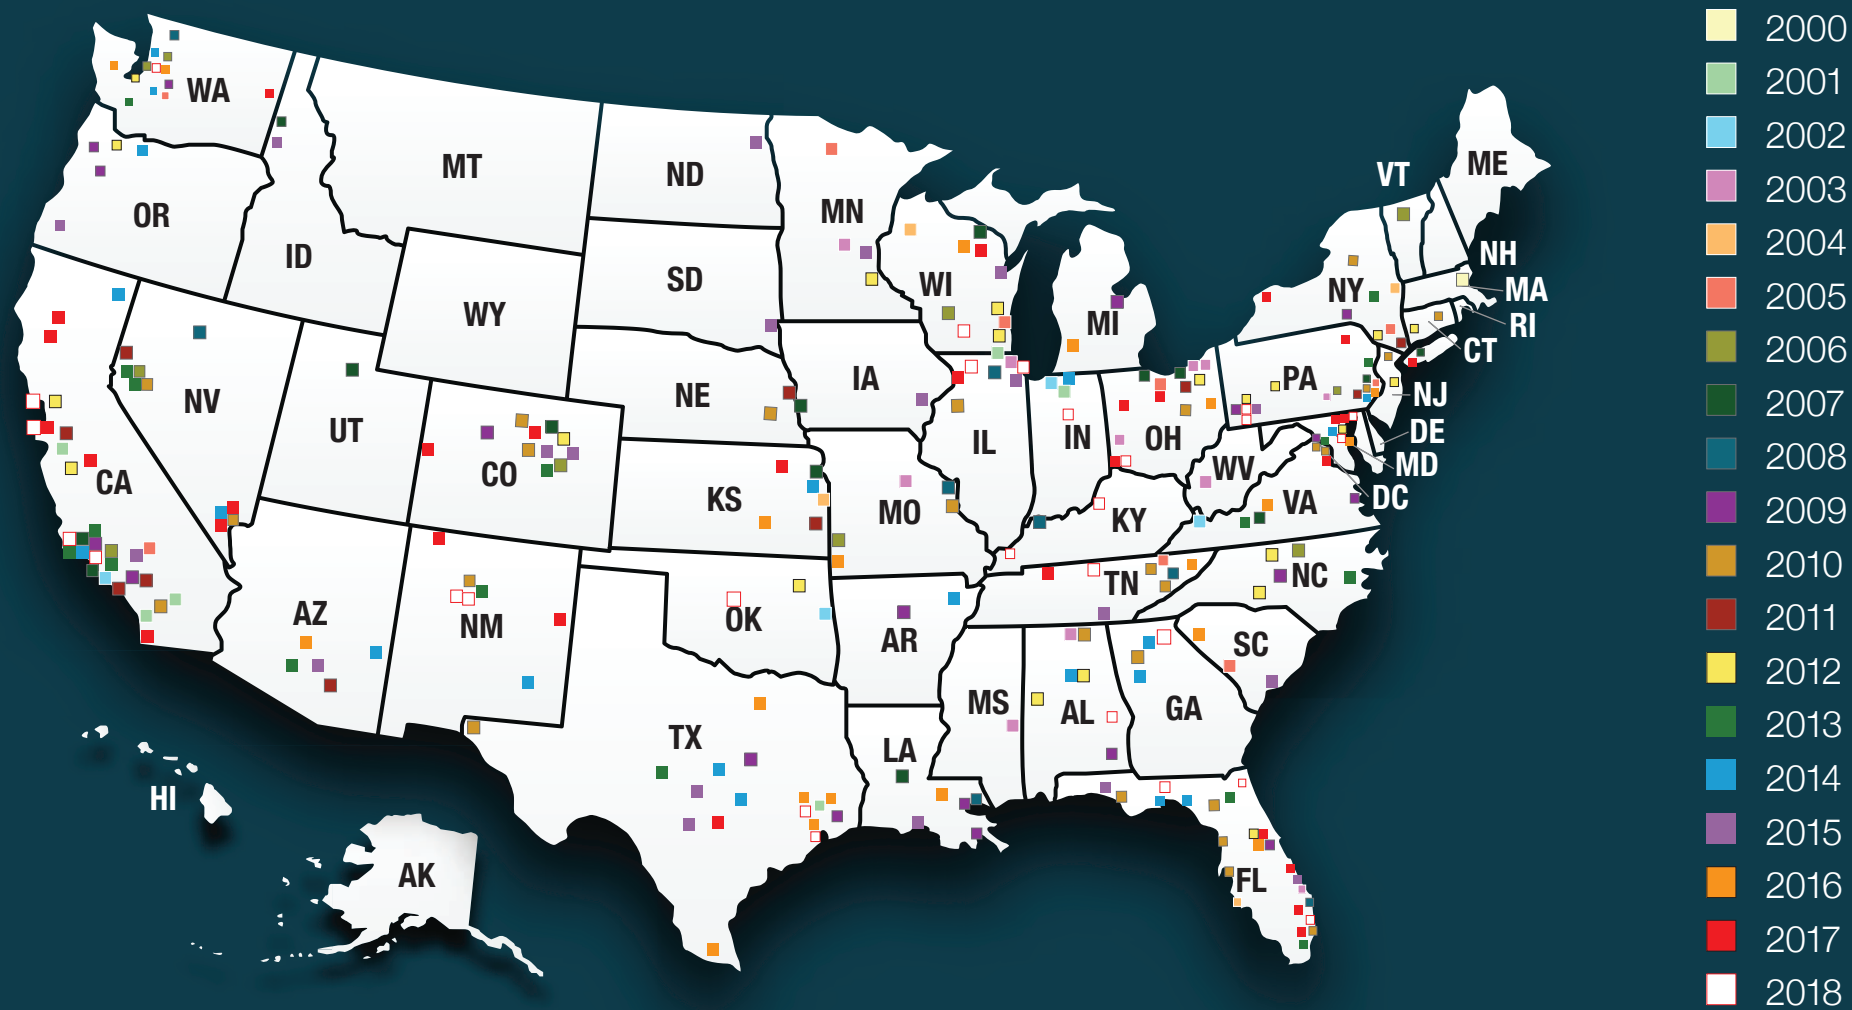 WA
OR
ID
MT
ND
SD
WY
NE
MN
WI
IA
MI
NV
UT
CO
CA
AZ
NM
KS
OK
TX
MO
AR
LA
IL
IN
OH
KY
TN
MS
AL
GA
FL
SC
NC
VA
WV
PA
NY
VT
ME
NH
MA
RI
CT
NJ
DE
MD
DC
HI
AK
2000
2001
2002
2003
2004
2005
2006
2007
2008
2009
2010
2011
2012
2013
2014
2015
2016
2017
2018